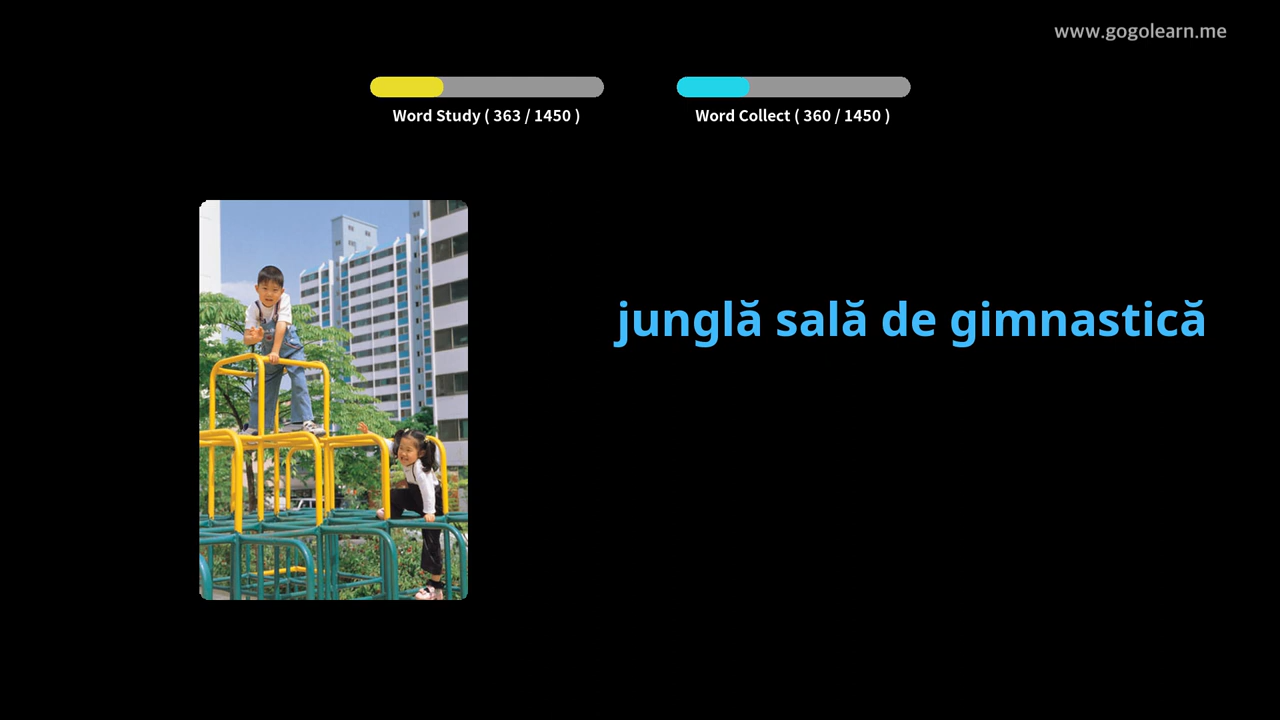 www.gogolearn.me
Word Study ( 363 / 1450 )
Word Collect ( 360 / 1450 )
junglă sală de gimnastică